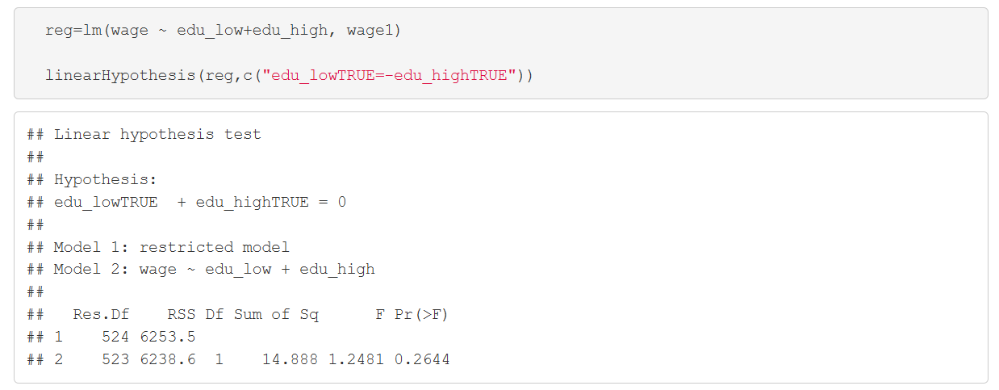 reg=lm(wage ~ edu_low+edu_high, wage1)
linearHypothesis(reg,c("edu_lowTRUE=-edu_highTRUE"))
## Linear hypothesis test
##
## Hypothesis:
## edu_lowTRUE  + edu_highTRUE = 0
##
## Model 1: restricted model
## Model 2: wage ~ edu_low + edu_high
##
##   Res.Df    RSS Df Sum of Sq      F Pr(>F)
## 1    524 6253.5
## 2    523 6238.6  1    14.888 1.2481 0.2644